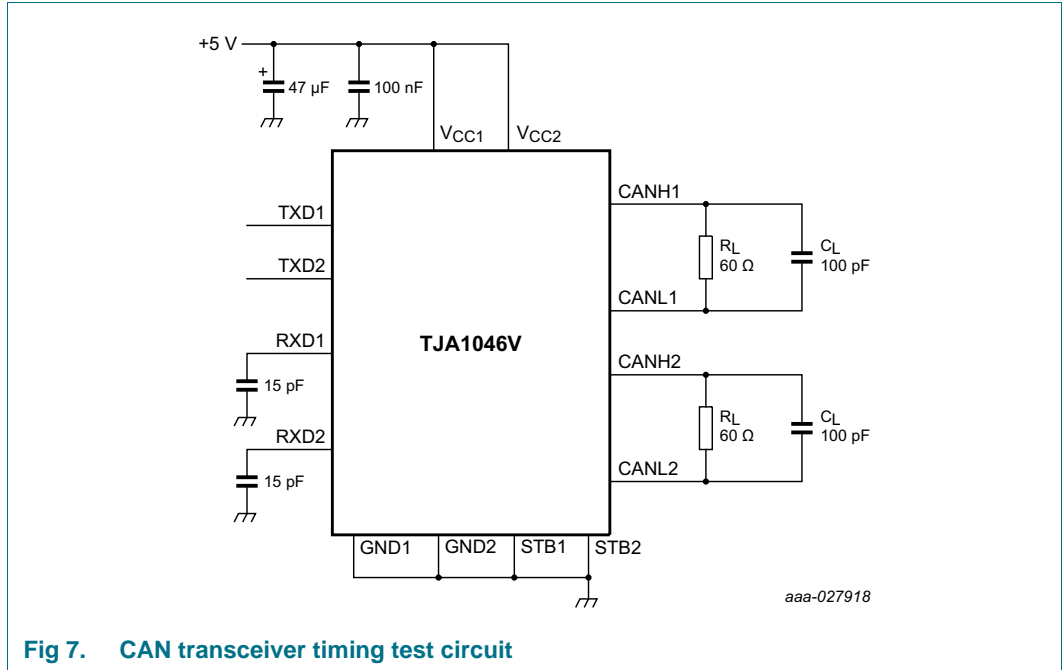 +5 V
+
47 µF
100 nF
VCC1
VCC2
TXD1
TXD2
RXD1
15 pF
RXD2
15 pF
TJA1046V
CANH1
RL
60 Ω
CL
100 pF
CANL1
CANH2
RL
60 Ω
CL
100 pF
CANL2
GND1
GND2
STB1
STB2
aaa-027918
Fig 7. CAN transceiver timing test circuit